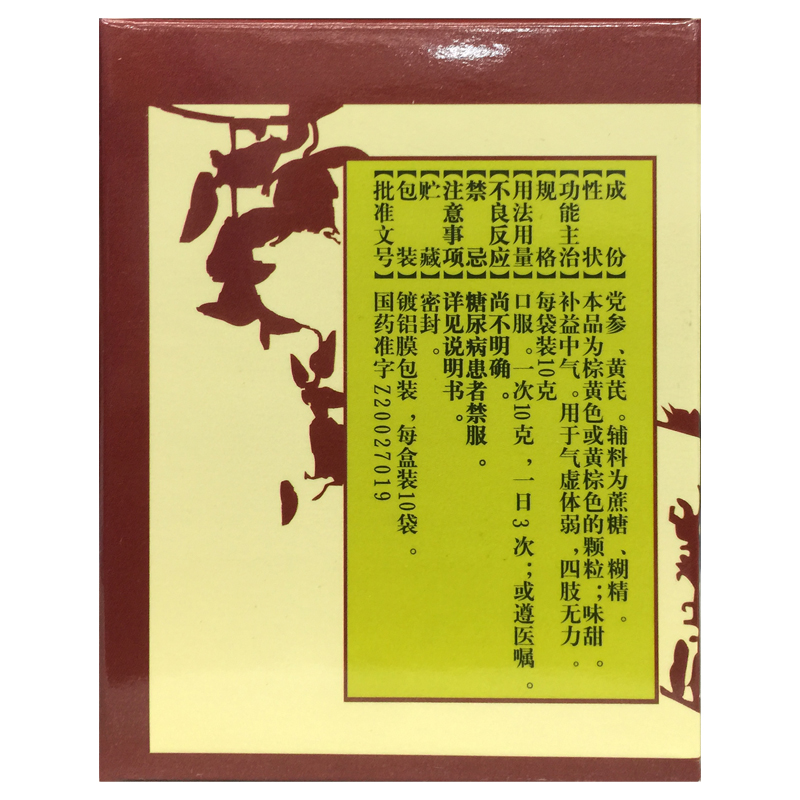 【成份】党参、黄芪。辅料为蔗糖、糊精。
【性状】本品为棕黄色或黄棕色的颗粒；味甜。
【功能主治】补益中气。用于气虚体弱，四肢无力。
【规格】每袋装10克
【用法用量】口服。一次10克，一日3次；或遵医嘱。
【不良反应】尚不明确。
【禁忌】糖尿病患者禁服。
【注意事项】详见说明书。
【贮藏】密封。
【包装】镀铝膜包装，每盒装10袋。
【批准文号】国药准字Z20027019